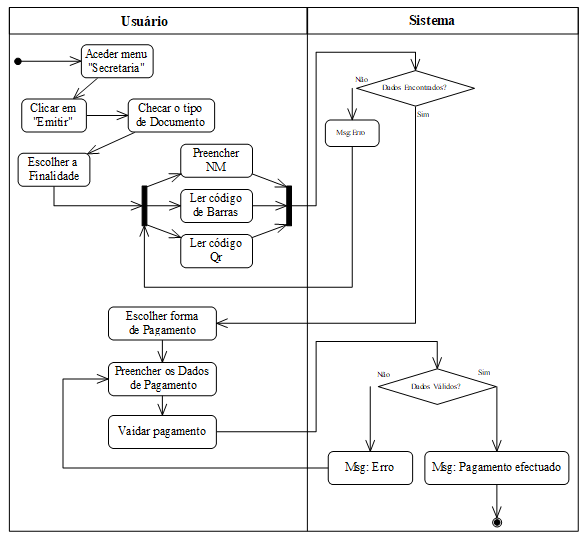 Usuário
Sistema
Aceder menu
"Secretaria"
Clicar em
"Emitir"
Checar o tipo
de Documento
Escolher a
Finalidade
Preencher
NM
Ler código
de Barras
Ler código
Qr
Dados Encontrados?
Não
Sim
Msg:Erro
Escolher forma
de Pagamento
Preencher os Dados
de Pagamento
Vaidar pagamento
Dados Válidos?
Não
Sim
Msg: Erro
Msg: Pagamento efectuado